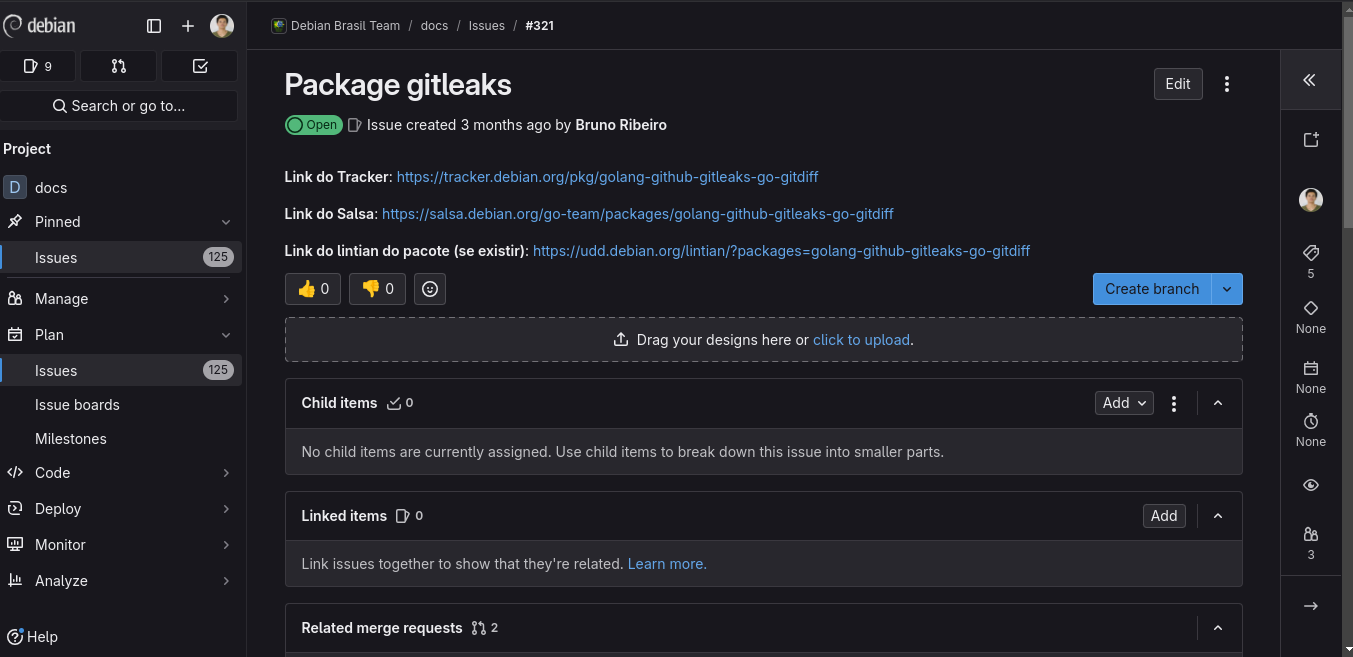 debian
Debian Brasil Team / docs / Issues / #321
9
Search or go to...
Project
D docs
Pinned
Issues 125
Manage
Plan
Issues 125
Issue boards
Milestones
Code
Deploy
Monitor
Analyze
Help
Package gitleaks
Edit
Open Issue created 3 months ago by Bruno Ribeiro
Link do Tracker: https://tracker.debian.org/pkg/golang-github-gitleaks-go-gitdiff
Link do Salsa: https://salsa.debian.org/go-team/packages/golang-github-gitleaks-go-gitdiff
Link do lintian do pacote (se existir): https://udd.debian.org/lintian/?packages=golang-github-gitleaks-go-gitdiff
👍 0 👎 0 Create branch
Drag your designs here or click to upload.
Child items 0 Add
No child items are currently assigned. Use child items to break down this issue into smaller parts.
Linked items 0 Add
Link issues together to show that they're related. Learn more.
Related merge requests 2
5
None
None
None
3